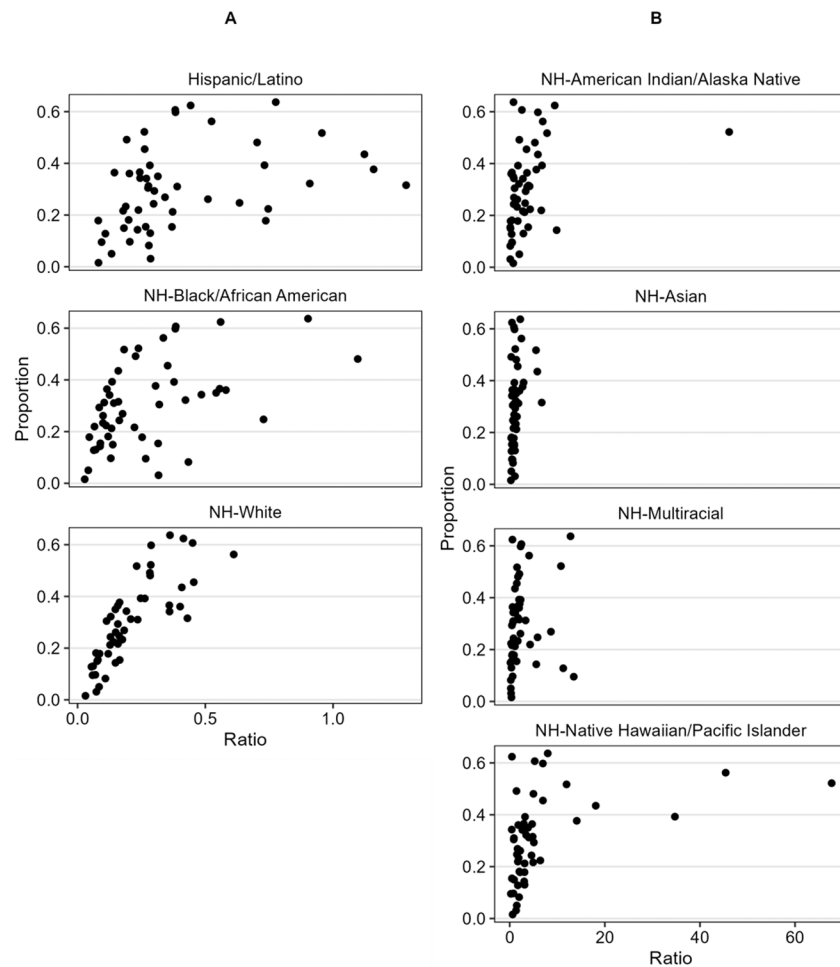 A
Hispanic/Latino
0.6
0.4
0.2
0.0
NH-Black/African American
0.6
0.4
0.2
0.0
Proportion
NH-White
0.6
0.4
0.2
0.0
0.0 0.5 1.0
Ratio
B
NH-American Indian/Alaska Native
0.6
0.4
0.2
0.0
NH-Asian
0.6
0.4
0.2
0.0
Proportion
NH-Multiracial
0.6
0.4
0.2
0.0
NH-Native Hawaiian/Pacific Islander
0.6
0.4
0.2
0.0
0 20 40 60
Ratio